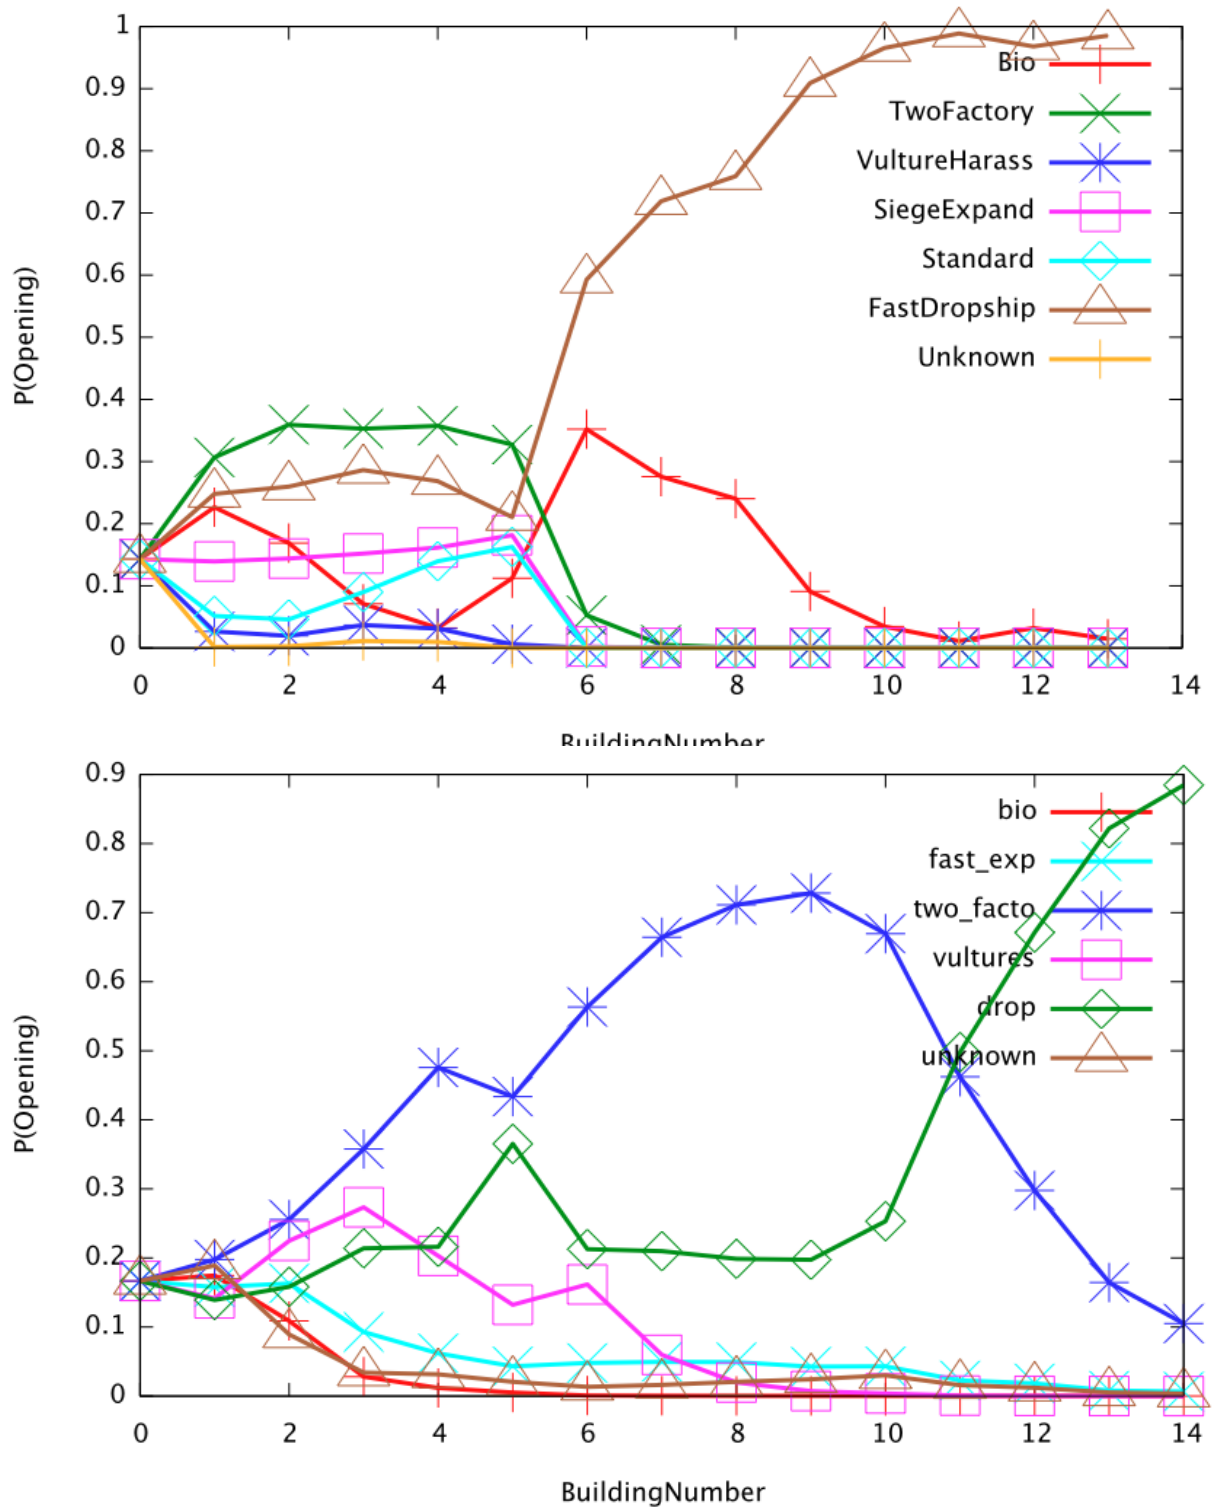 1
0.9
0.8
0.7
0.6
0.5
0.4
0.3
0.2
0.1
0
P(Opening)
Bio
TwoFactory
VultureHarass
SiegeExpand
Standard
FastDropship
Unknown
0 2 4 6 8 10 12 14
BuildingNumber
0.9
0.8
0.7
0.6
0.5
0.4
0.3
0.2
0.1
0
P(Opening)
bio
fast_exp
two_facto
vultures
drop
unknown
0 2 4 6 8 10 12 14
BuildingNumber